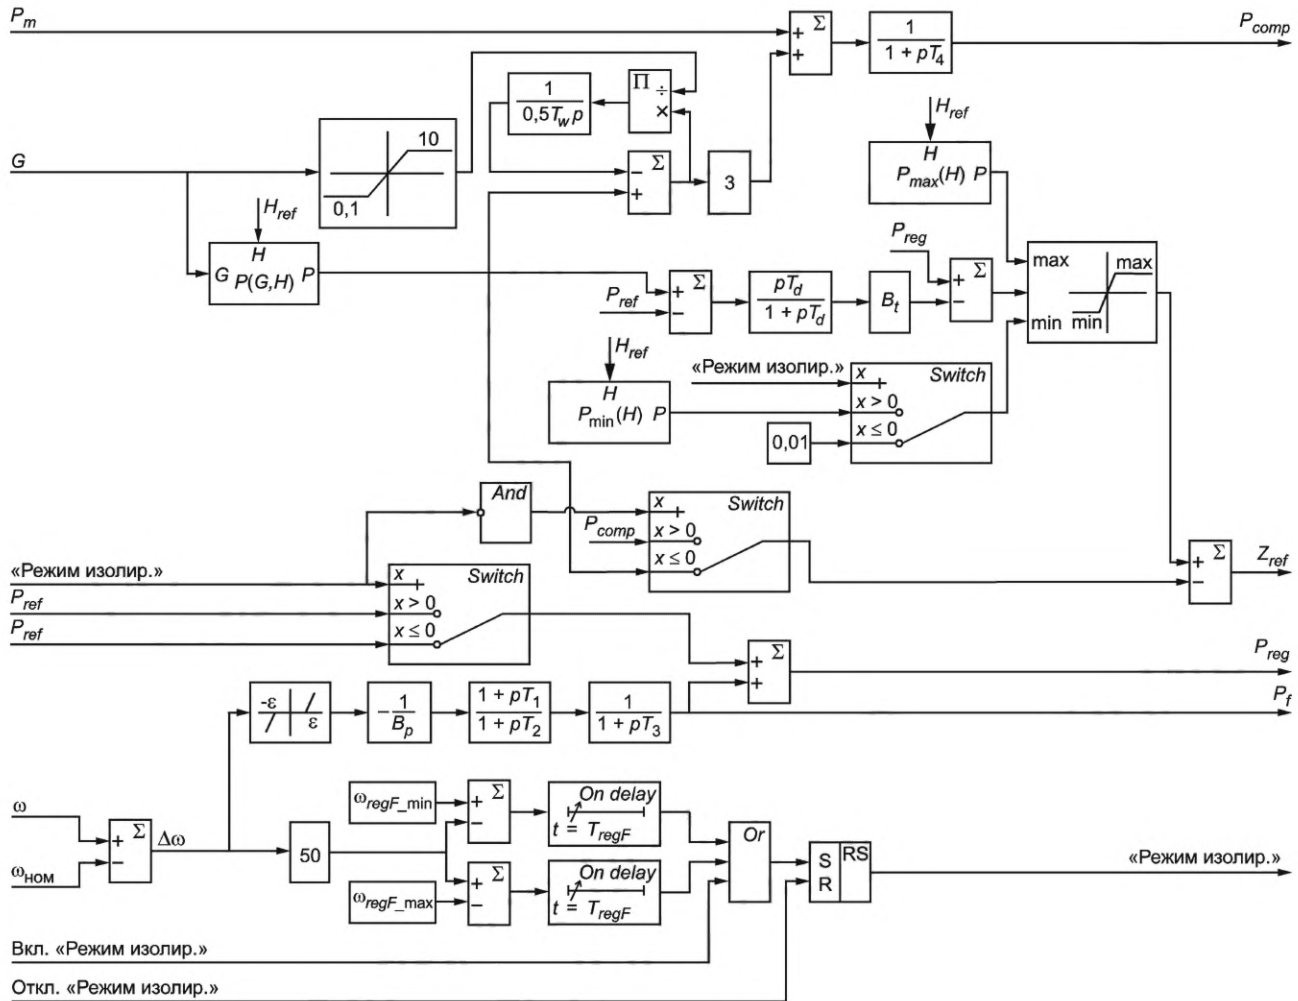 P_m
+ Σ
+
1
1 + pT_4
P_comp
1
0,5T_w p
Π ÷
×
H_ref
H
P_max(H) P
G
10
0,1
- Σ
+
3
H_ref
H
G P(G,H) P
P_ref
+ Σ
-
pT_d
1 + pT_d
B_t
P_reg
+ Σ
-
max
max
min
min
H_ref
H
P_min(H) P
«Режим изолир.»
x
Switch
x > 0
x ≤ 0
0,01
And
P_comp
x
Switch
x > 0
x ≤ 0
+ Σ
-
Z_ref
«Режим изолир.»
P_ref
P_ref
x
Switch
x > 0
x ≤ 0
+ Σ
+
P_reg
P_f
-ε
ε
- 1
B_p
1 + pT_1
1 + pT_2
1
1 + pT_3
ω
ω_ном
+ Σ
-
Δω
50
ω_regF_min
+ Σ
-
On delay
t = T_regF
ω_regF_max
+ Σ
-
On delay
t = T_regF
Or
S
R
RS
«Режим изолир.»
Вкл. «Режим изолир.»
Откл. «Режим изолир.»